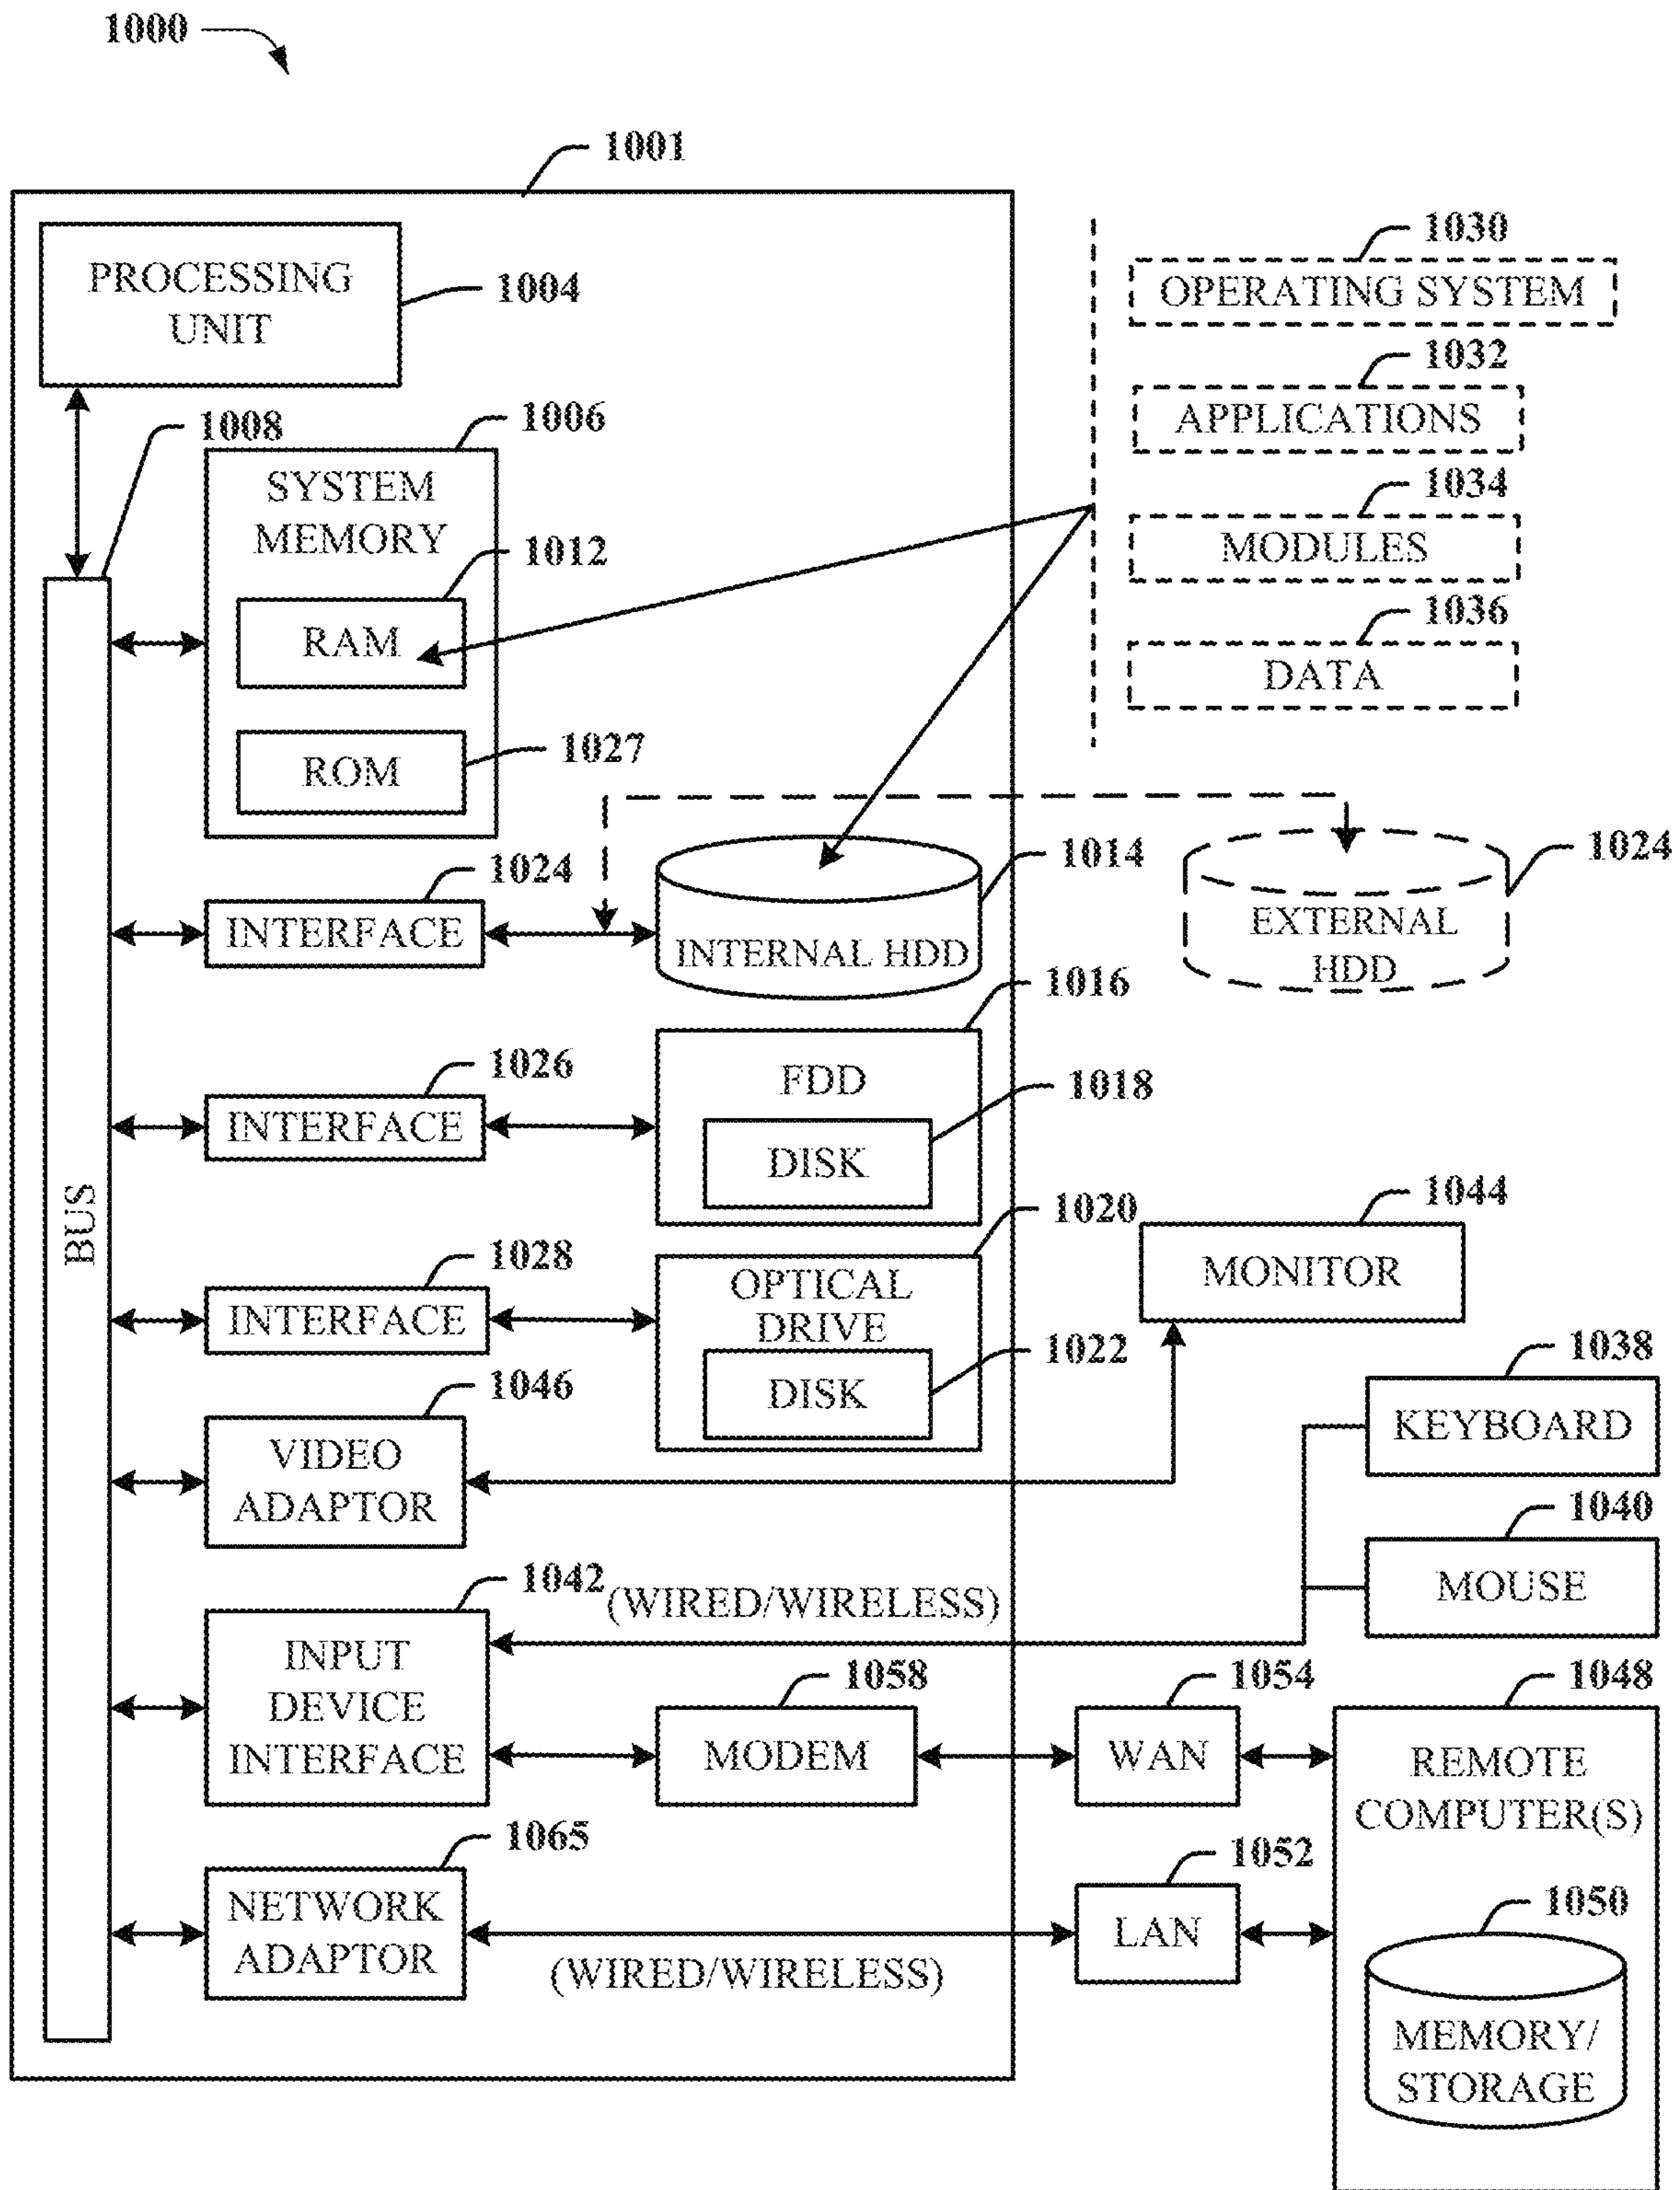 1000
1001
PROCESSING
UNIT
1004
1030
OPERATING SYSTEM
1032
APPLICATIONS
1034
MODULES
1036
DATA
1008
1006
SYSTEM
MEMORY
1012
RAM
1027
ROM
BUS
1024
INTERFACE
1014
INTERNAL HDD
1024
EXTERNAL
HDD
1026
INTERFACE
1016
FDD
1018
DISK
1028
INTERFACE
1020
OPTICAL
DRIVE
1022
DISK
1044
MONITOR
1046
VIDEO
ADAPTOR
1038
KEYBOARD
1040
MOUSE
1042
(WIRED/WIRELESS)
INPUT
DEVICE
INTERFACE
1058
MODEM
1054
WAN
1048
REMOTE
COMPUTER(S)
1065
NETWORK
ADAPTOR
(WIRED/WIRELESS)
1052
LAN
1050
MEMORY/
STORAGE